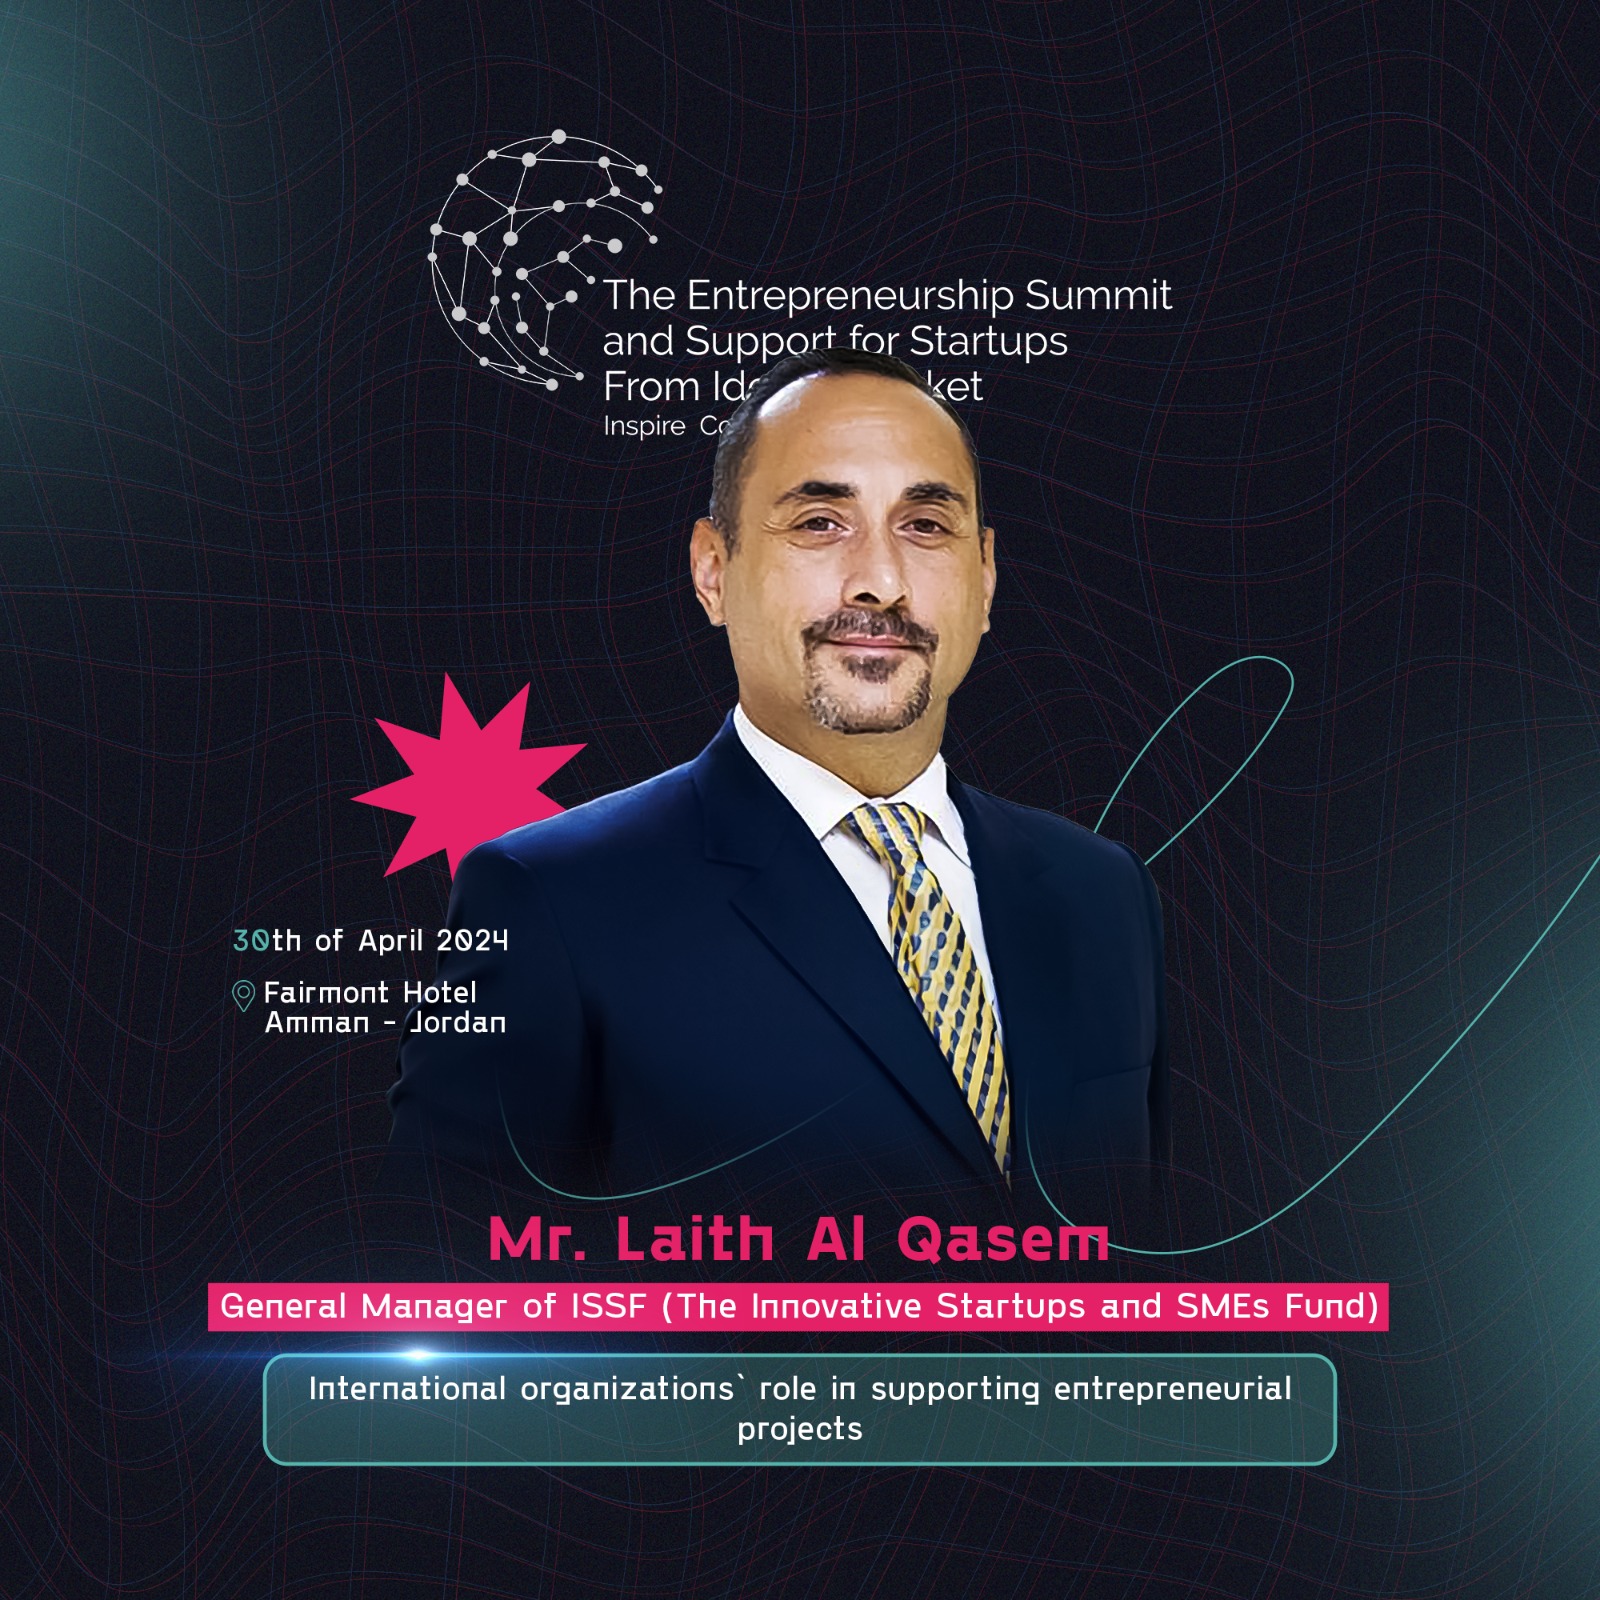 The Entrepreneurship Summit
and Support for Startups
From
Inspire
30th of April 2024
Fairmont Hotel
Amman - Jordan
Mr. Laith Al Qasem
General Manager of ISSF (The Innovative Startups and SMEs Fund)
International organizations` role in supporting entrepreneurial
projects